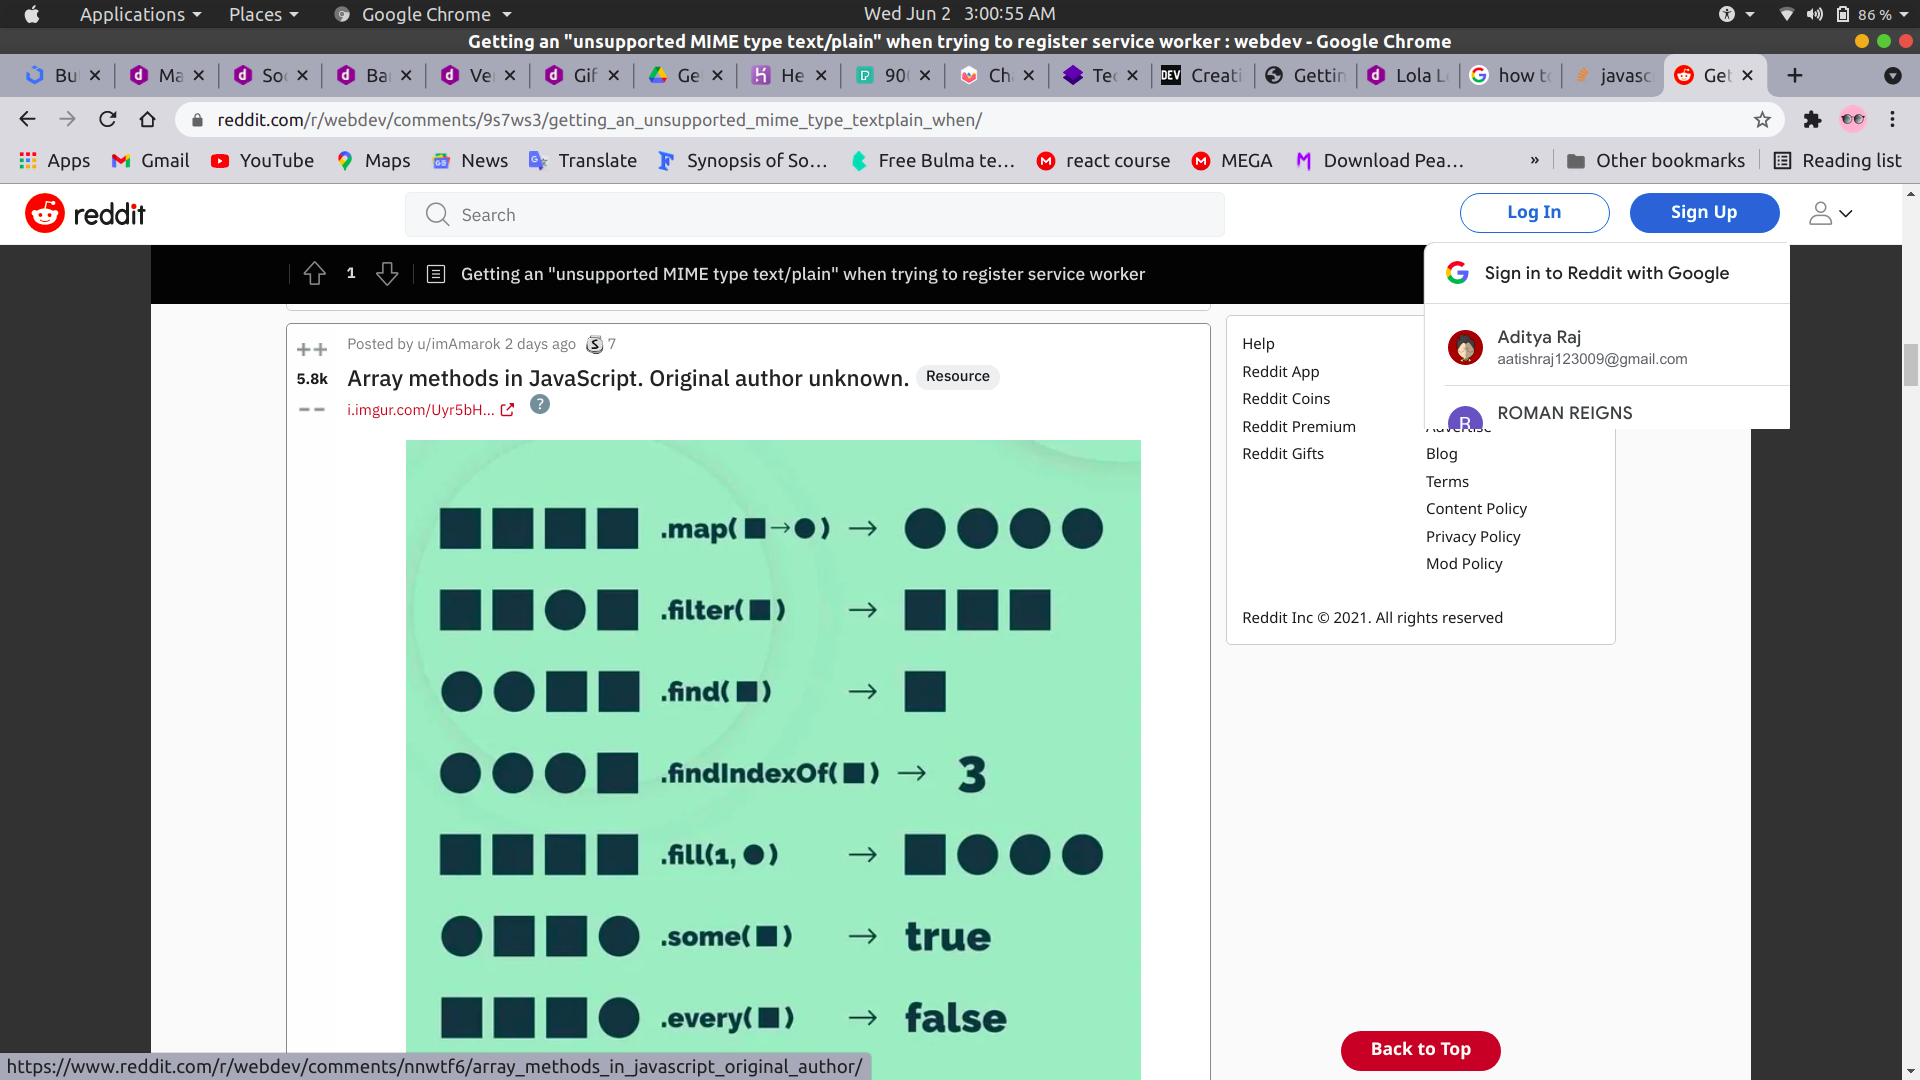 Applications Places Google Chrome Wed Jun 2 3:00:55 AM 86 %
Getting an "unsupported MIME type text/plain" when trying to register service worker : webdev - Google Chrome
Bu Ma So Ba Ve Gif Ge He 90 Ch Tec DEV Creati Gettin Lola L how to javasc Get
reddit.com/r/webdev/comments/9s7ws3/getting_an_unsupported_mime_type_textplain_when/
Apps Gmail YouTube Maps News Translate Synopsis of So... Free Bulma te... react course MEGA Download Pea... » Other bookmarks Reading list
reddit Search Log In Sign Up
1 Getting an "unsupported MIME type text/plain" when trying to register service worker
Sign in to Reddit with Google
Aditya Raj
aatishraj123009@gmail.com
R ROMAN REIGNS
Posted by u/imAmarok 2 days ago S 7
5.8k Array methods in JavaScript. Original author unknown. Resource
i.imgur.com/Uyr5bH... ?
Help
Reddit App
Reddit Coins
Reddit Premium Advertise
Reddit Gifts Blog
Terms
Content Policy
Privacy Policy
Mod Policy
Reddit Inc © 2021. All rights reserved
.map( → ) →
.filter( ) →
.find( ) →
.findIndexOf( ) → 3
.fill(1, ) →
.some( ) → true
.every( ) → false
Back to Top
https://www.reddit.com/r/webdev/comments/nnwtf6/array_methods_in_javascript_original_author/